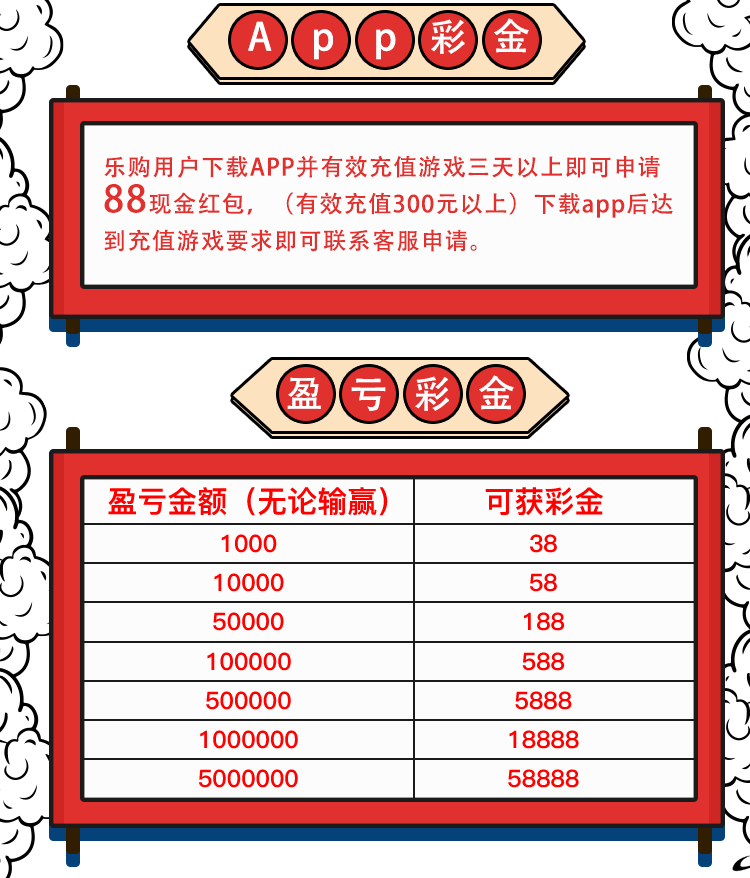 App彩金
乐购用户下载APP并有效充值游戏三天以上即可申请
88现金红包，（有效充值300元以上）下载app后达
到充值游戏要求即可联系客服申请。
盈亏彩金
盈亏金额（无论输赢） 可获彩金
1000 38
10000 58
50000 188
100000 588
500000 5888
1000000 18888
5000000 58888